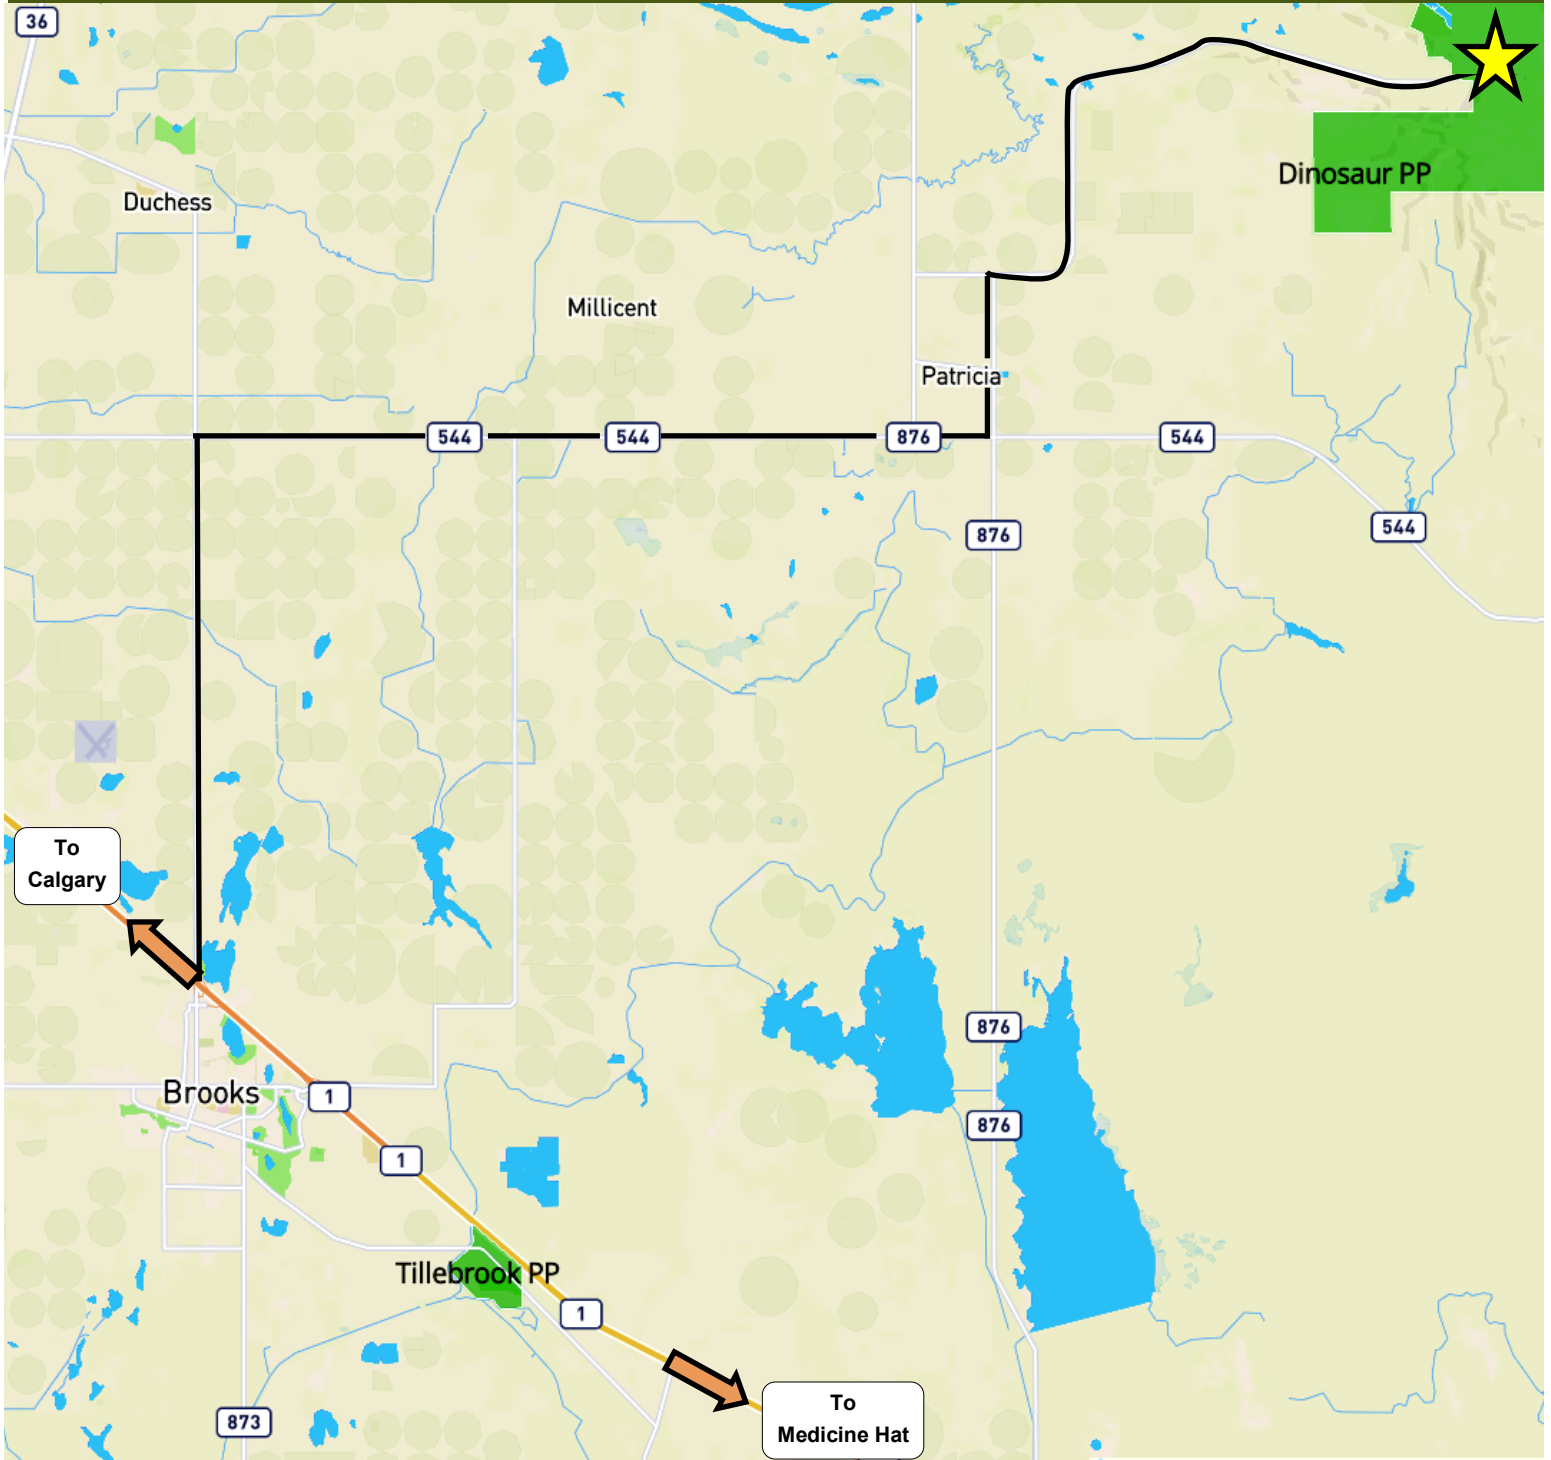 36
Duchess
Dinosaur PP
Millicent
Patricia
544
544
876
544
876
544
To
Calgary
876
Brooks
1
876
1
Tillebrook PP
1
To
Medicine Hat
873